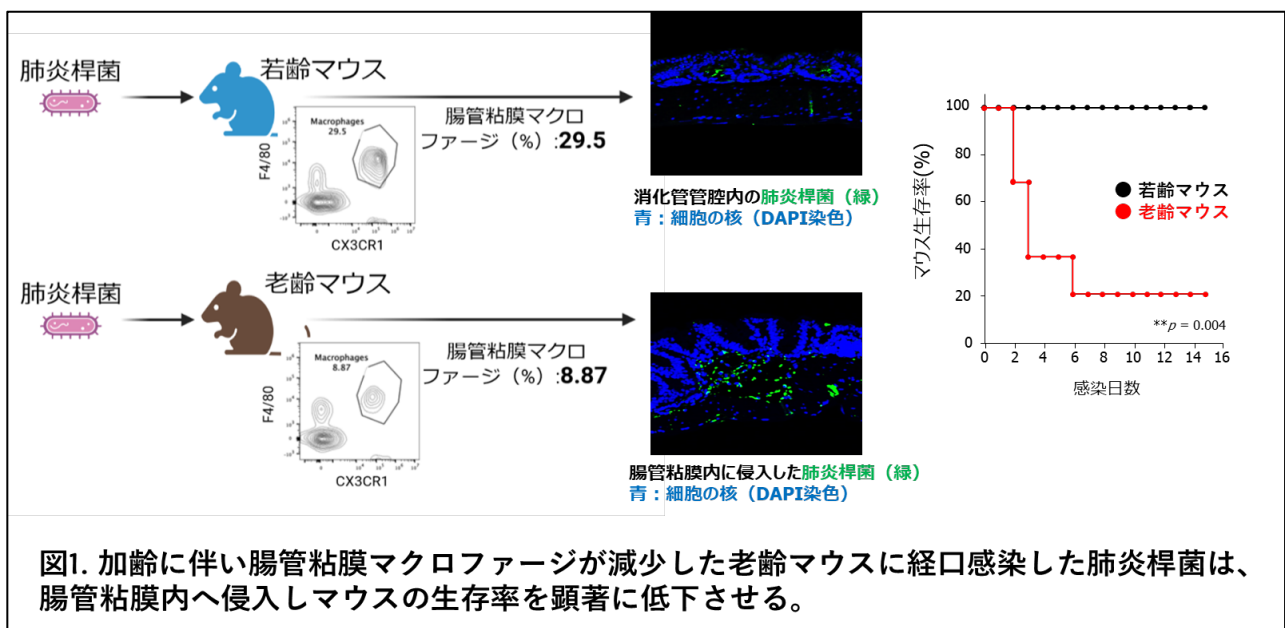 肺炎桿菌
若齢マウス
Macrophages
29.5
F4/80
CX3CR1
腸管粘膜マクロ
ファージ（%）:29.5
消化管管腔内の肺炎桿菌（緑）
青：細胞の核（DAPI染色）
肺炎桿菌
老齢マウス
Macrophages
8.87
F4/80
CX3CR1
腸管粘膜マクロ
ファージ（%）:8.87
腸管粘膜内に侵入した肺炎桿菌（緑）
青：細胞の核（DAPI染色）
マウス生存率(%)
100
80
60
40
20
0
0 2 4 6 8 10 12 14 16
感染日数
若齢マウス
老齢マウス
**p = 0.004
図1. 加齢に伴い腸管粘膜マクロファージが減少した老齢マウスに経口感染した肺炎桿菌は、
腸管粘膜内へ侵入しマウスの生存率を顕著に低下させる。